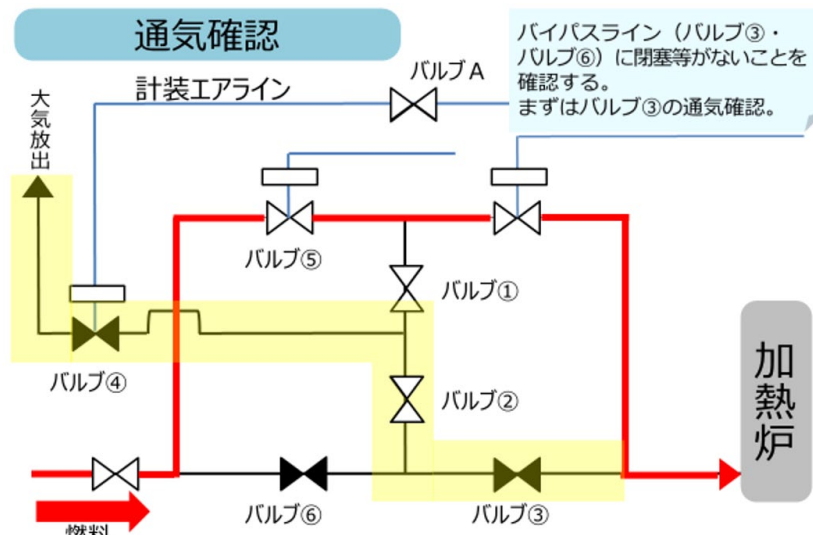 通気確認
バイパスライン（バルブ③・
バルブ⑥）に閉塞等がないことを
確認する。
まずはバルブ③の通気確認。
バルブA
計装エアライン
大気放出
バルブ⑤
バルブ①
バルブ④
バルブ②
加熱炉
バルブ⑥
バルブ③
燃料